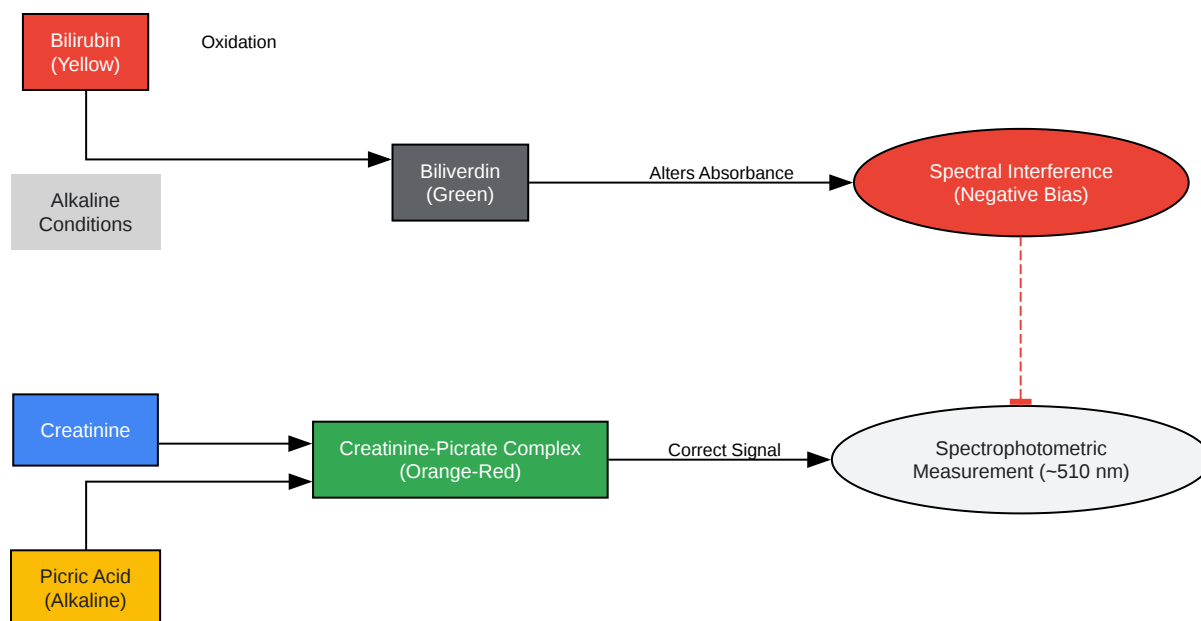 Bilirubin
(Yellow)
Oxidation
Alkaline
Conditions
Biliverdin
(Green)
Alters Absorbance
Spectral Interference
(Negative Bias)
Creatinine
Picric Acid
(Alkaline)
Creatinine-Picrate Complex
(Orange-Red)
Correct Signal
Spectrophotometric
Measurement (~510 nm)